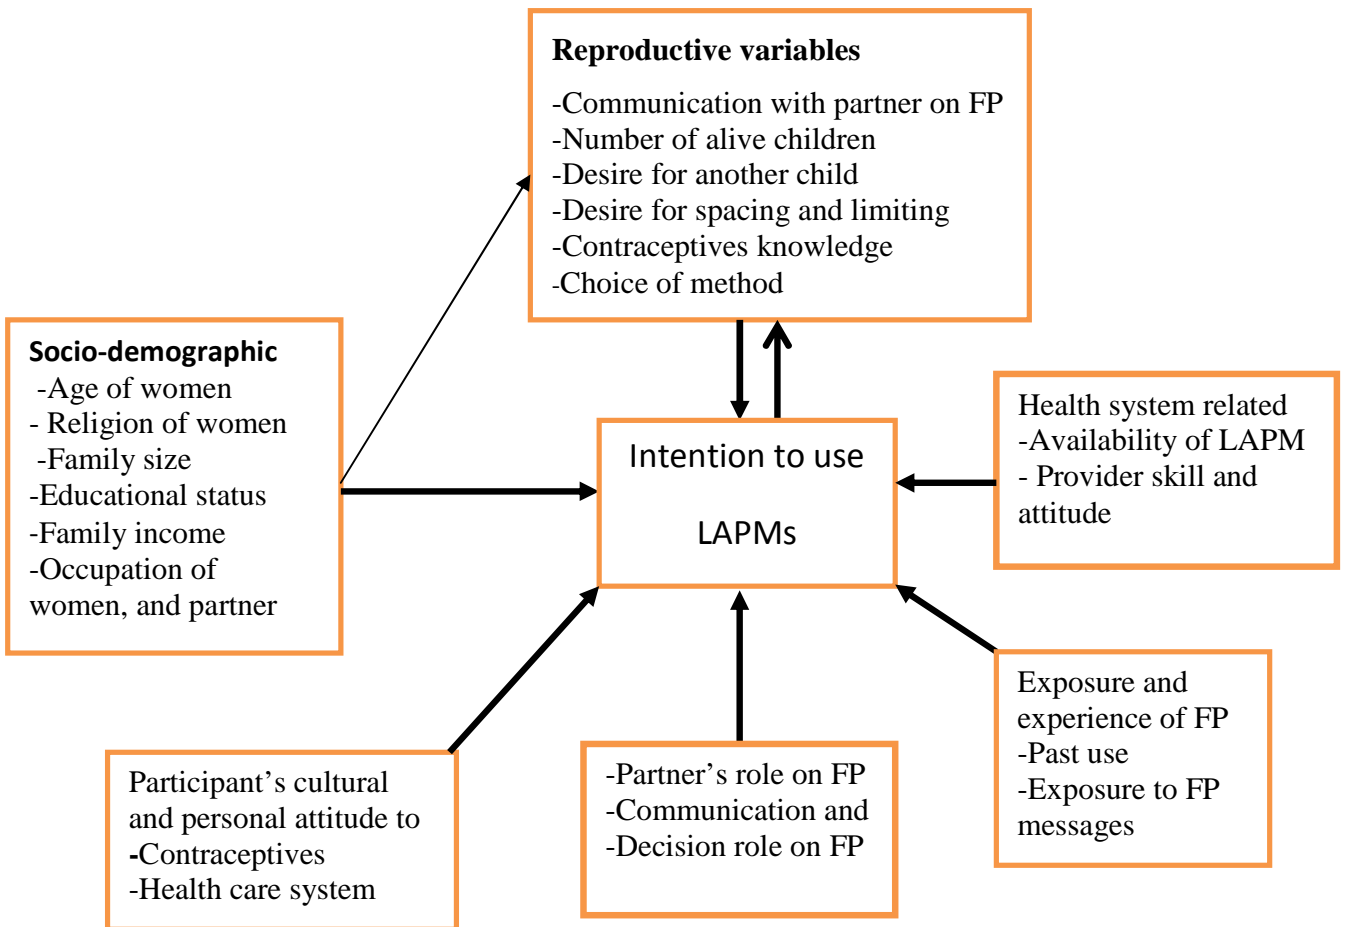 Reproductive variables
-Communication with partner on FP
-Number of alive children
-Desire for another child
-Desire for spacing and limiting
-Contraceptives knowledge
-Choice of method
Socio-demographic
-Age of women
- Religion of women
-Family size
-Educational status
-Family income
-Occupation of
women, and partner
Intention to use
LAPMs
Health system related
-Availability of LAPM
- Provider skill and
attitude
Participant’s cultural
and personal attitude to
-Contraceptives
-Health care system
-Partner’s role on FP
-Communication and
-Decision role on FP
Exposure and
experience of FP
-Past use
-Exposure to FP
messages